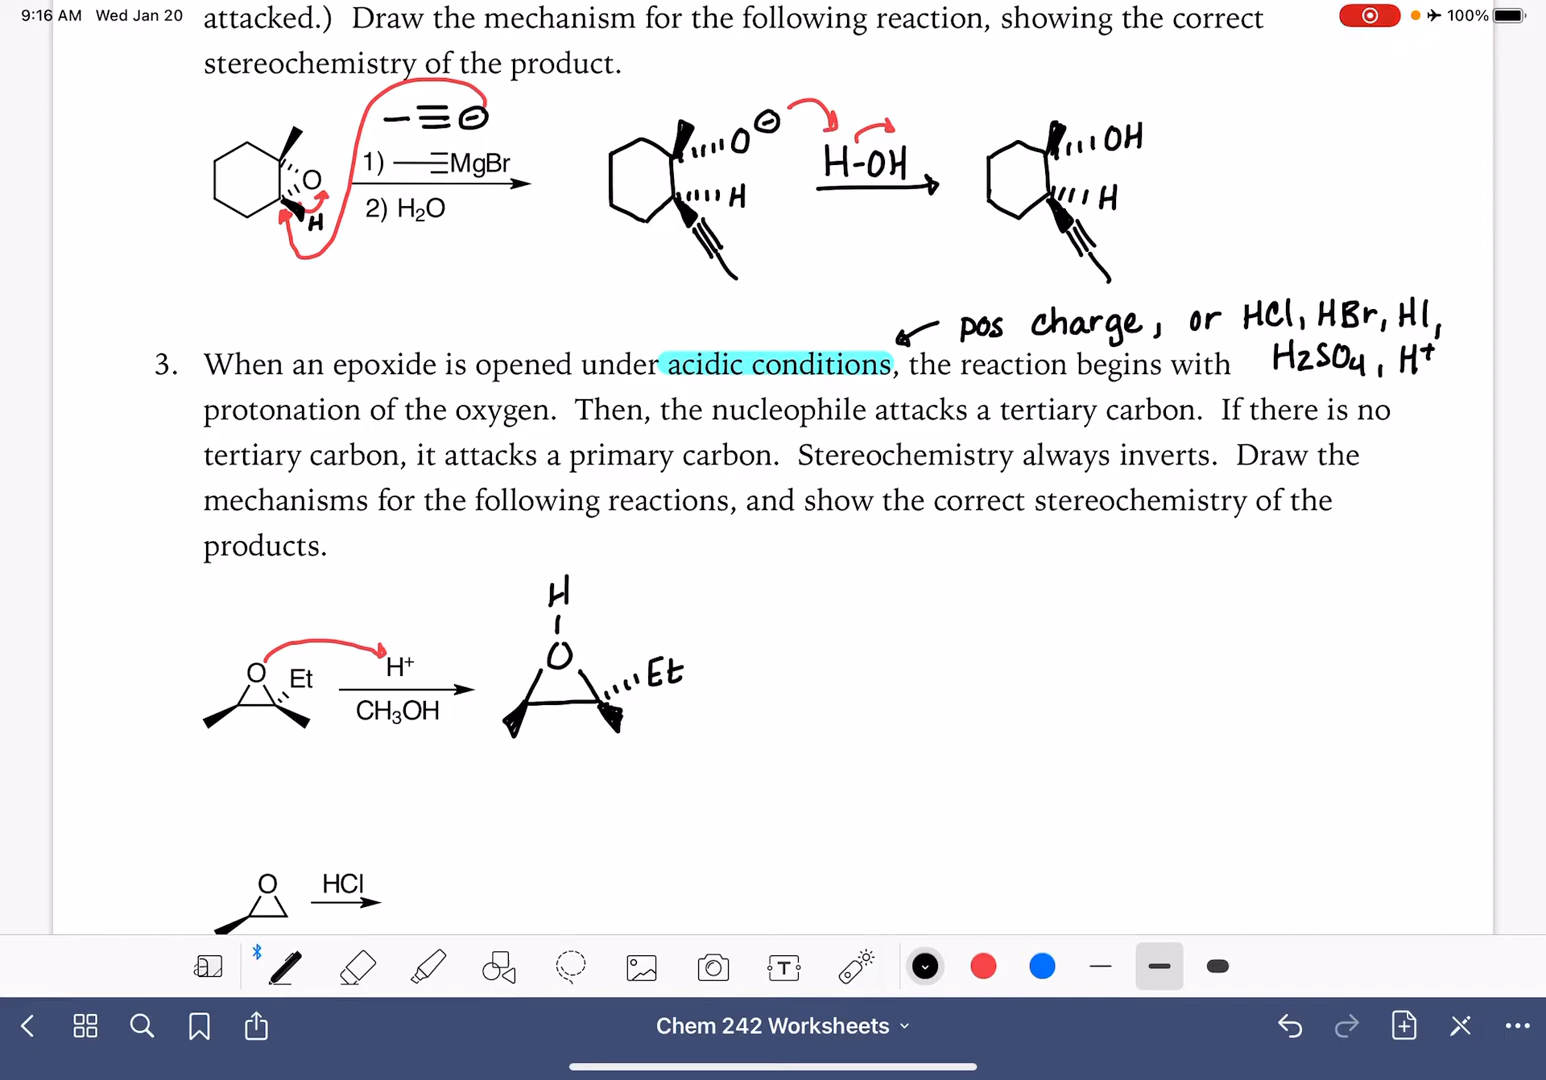 9:16 AM Wed Jan 20
100%
attacked.) Draw the mechanism for the following reaction, showing the correct
stereochemistry of the product.
−≡⊖
1) —≡MgBr
2) H₂O
O
H
O⊖
H
H-OH
OH
H
pos charge, or HCl, HBr, HI,
H₂SO₄, H⁺
3. When an epoxide is opened under acidic conditions, the reaction begins with
protonation of the oxygen. Then, the nucleophile attacks a tertiary carbon. If there is no
tertiary carbon, it attacks a primary carbon. Stereochemistry always inverts. Draw the
mechanisms for the following reactions, and show the correct stereochemistry of the
products.
O
Et
H⁺
CH₃OH
H
O
Et
O
HCl
T
Chem 242 Worksheets